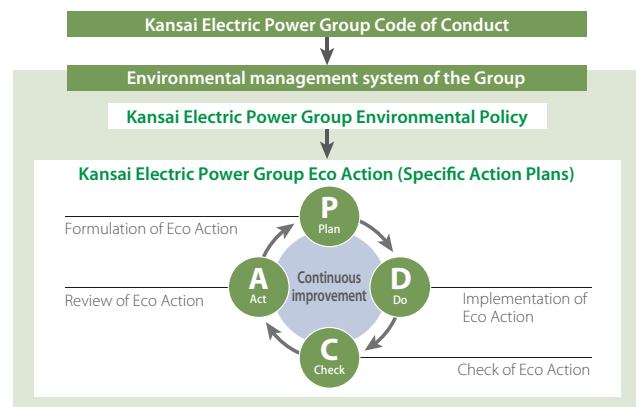 Kansai Electric Power Group Code of Conduct
Environmental management system of the Group
Kansai Electric Power Group Environmental Policy
Kansai Electric Power Group Eco Action (Specific Action Plans)
P
Plan
Formulation of Eco Action
A
Act
Continuous
improvement
D
Do
Review of Eco Action
Implementation of
Eco Action
C
Check
Check of Eco Action